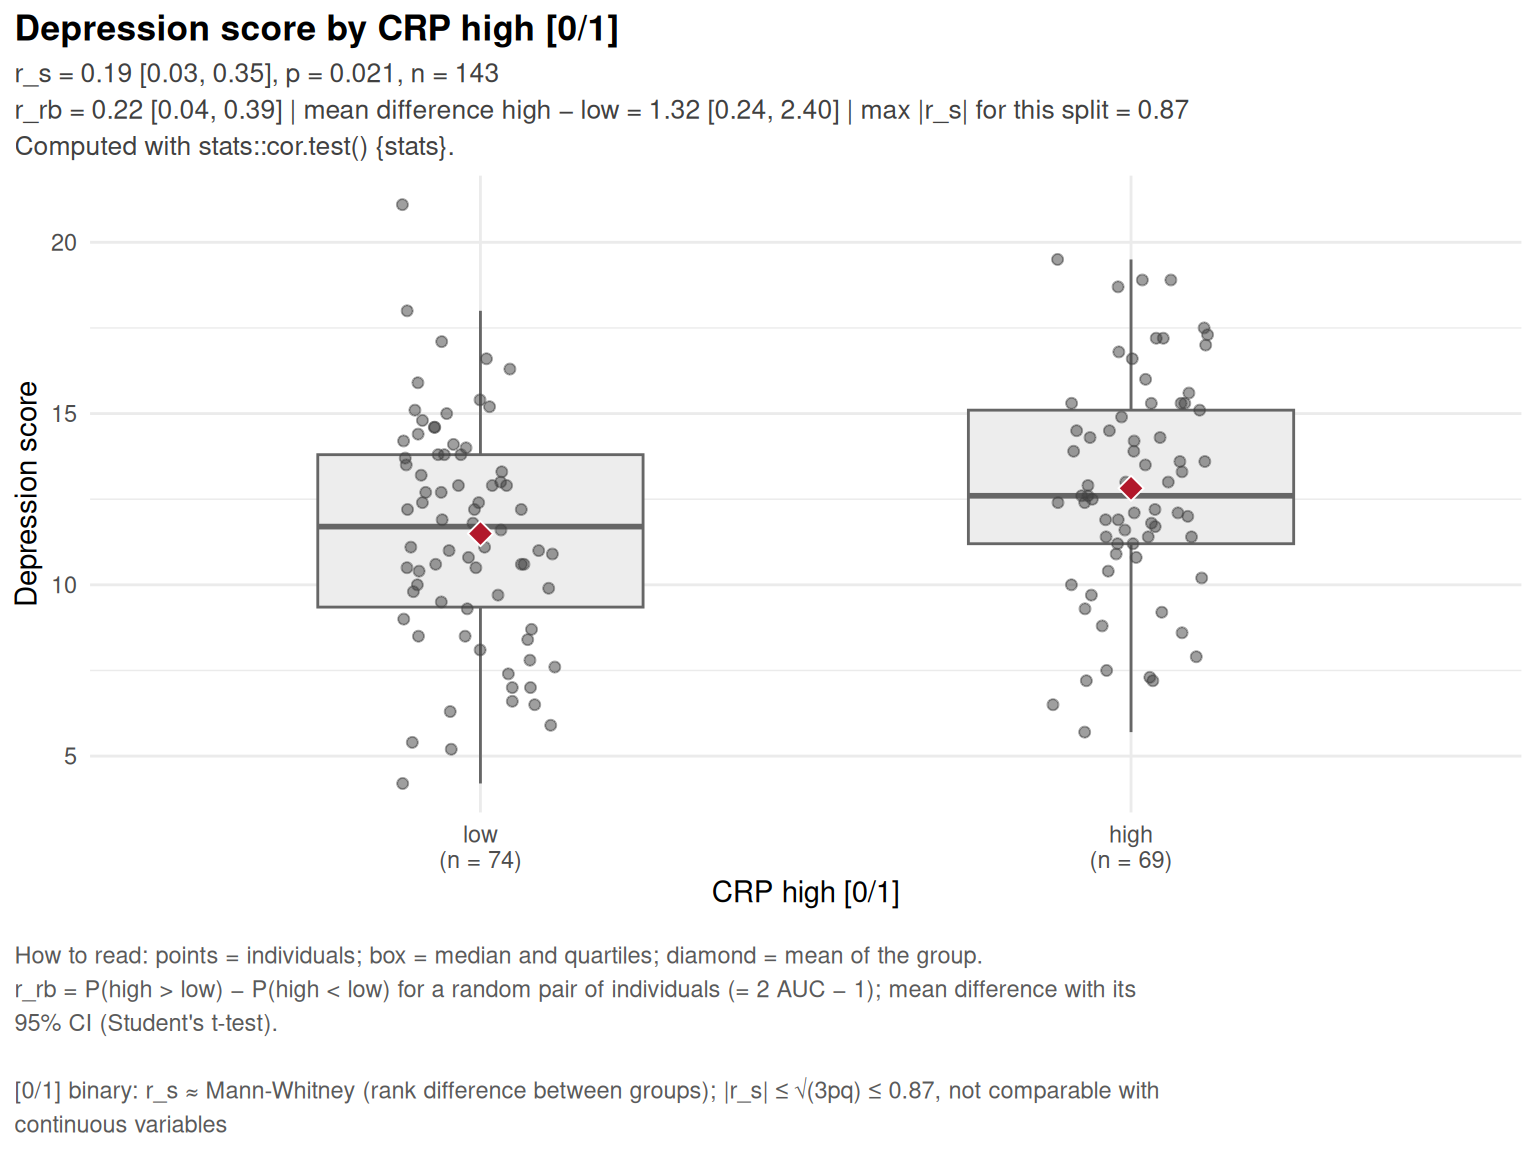 Depression score by CRP high [0/1]
r_s = 0.19 [0.03, 0.35], p = 0.021, n = 143
r_rb = 0.22 [0.04, 0.39] | mean difference high − low = 1.32 [0.24, 2.40] | max |r_s| for this split = 0.87
Computed with stats::cor.test() {stats}.
Depression score
20
15
10
5
low
(n = 74)
high
(n = 69)
CRP high [0/1]
How to read: points = individuals; box = median and quartiles; diamond = mean of the group.
r_rb = P(high > low) − P(high < low) for a random pair of individuals (= 2 AUC − 1); mean difference with its
95% CI (Student's t-test).
[0/1] binary: r_s ≈ Mann-Whitney (rank difference between groups); |r_s| ≤ √(3pq) ≤ 0.87, not comparable with
continuous variables